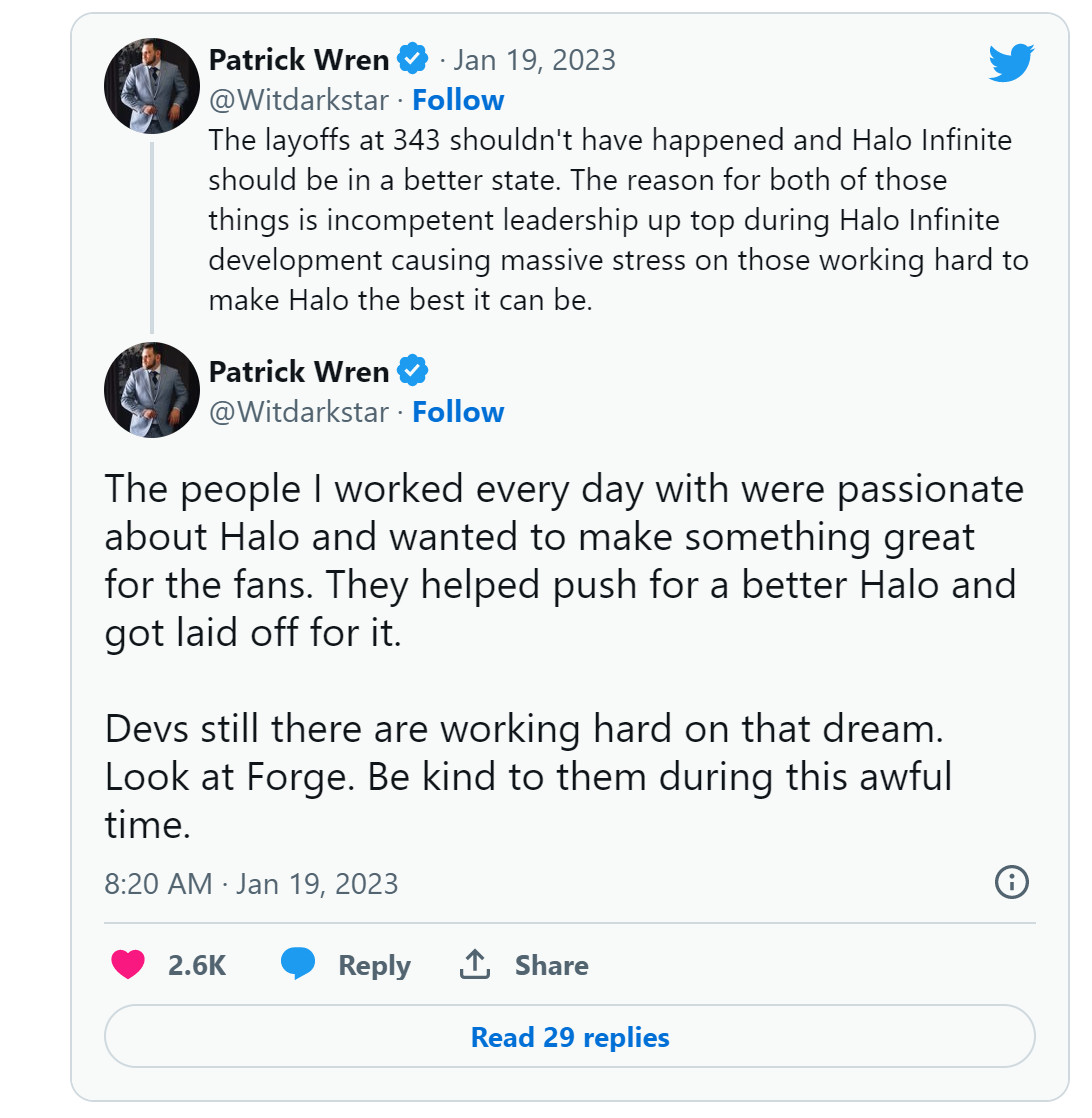 Patrick Wren · Jan 19, 2023
@Witdarkstar · Follow
The layoffs at 343 shouldn't have happened and Halo Infinite
should be in a better state. The reason for both of those
things is incompetent leadership up top during Halo Infinite
development causing massive stress on those working hard to
make Halo the best it can be.
Patrick Wren
@Witdarkstar · Follow
The people I worked every day with were passionate
about Halo and wanted to make something great
for the fans. They helped push for a better Halo and
got laid off for it.
Devs still there are working hard on that dream.
Look at Forge. Be kind to them during this awful
time.
8:20 AM · Jan 19, 2023
2.6K Reply Share
Read 29 replies